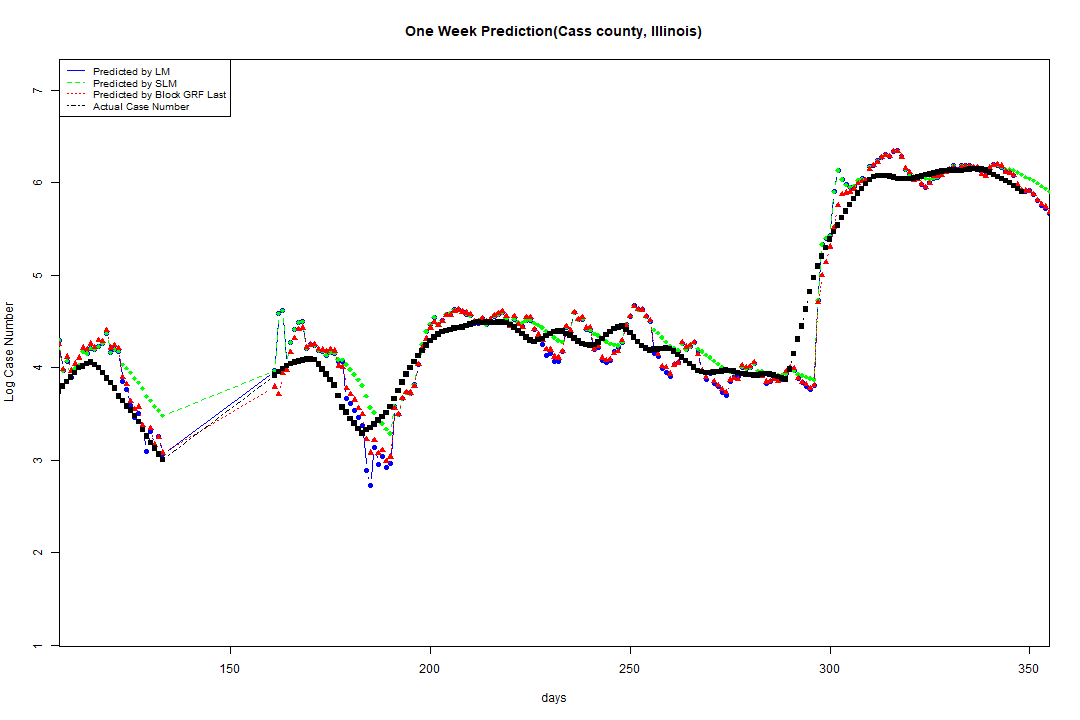 One Week Prediction(Cass county, Illinois)
Predicted by LM
Predicted by SLM
Predicted by Block GRF Last
Actual Case Number
7
6
5
4
3
2
1
Log Case Number
150 200 250 300 350
days